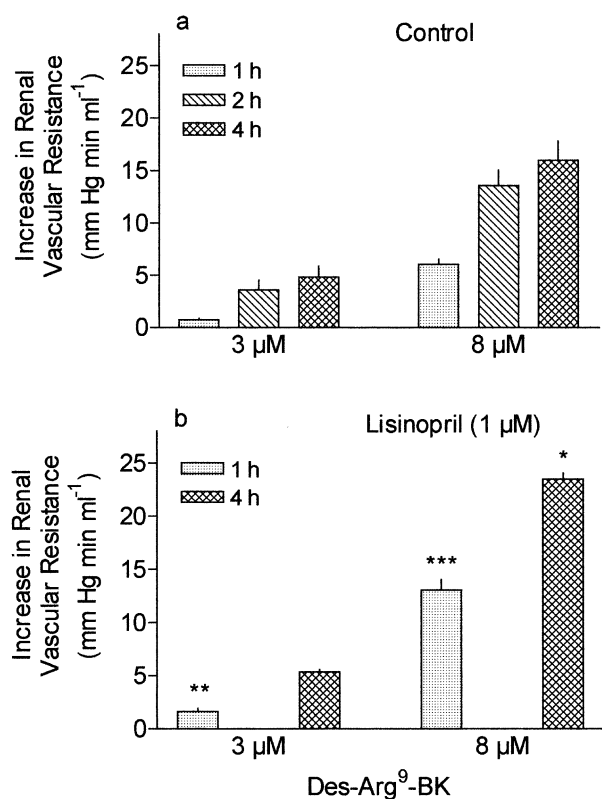 a
Control
Increase in Renal
Vascular Resistance
(mm Hg min ml⁻¹)
25
20
15
10
5
0
1 h
2 h
4 h
3 µM
8 µM
b
Lisinopril (1 µM)
Increase in Renal
Vascular Resistance
(mm Hg min ml⁻¹)
25
20
15
10
5
0
1 h
4 h
**
***
*
3 µM
8 µM
Des-Arg⁹-BK